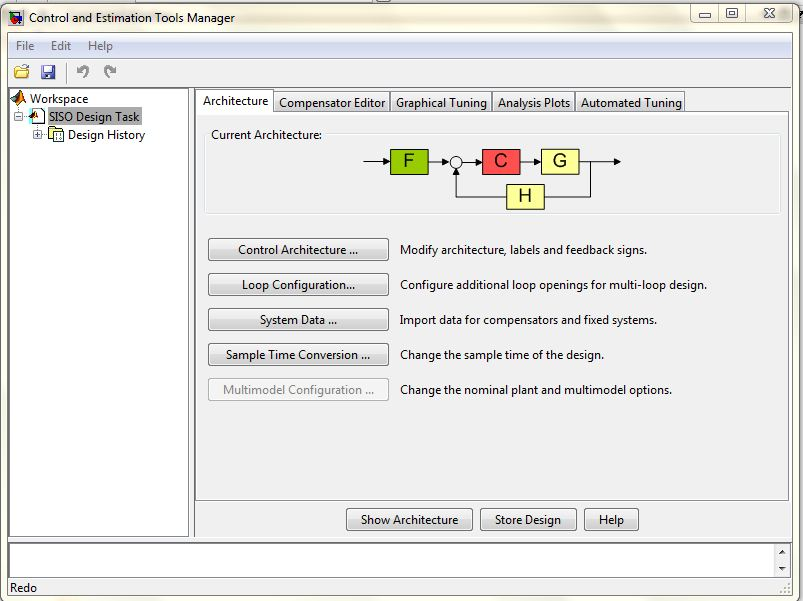 Control and Estimation Tools Manager
File Edit Help
Workspace
SISO Design Task
Design History
Architecture Compensator Editor Graphical Tuning Analysis Plots Automated Tuning
Current Architecture:
F C G
H
Control Architecture ... Modify architecture, labels and feedback signs.
Loop Configuration... Configure additional loop openings for multi-loop design.
System Data ... Import data for compensators and fixed systems.
Sample Time Conversion ... Change the sample time of the design.
Multimodel Configuration ... Change the nominal plant and multimodel options.
Show Architecture Store Design Help
Redo